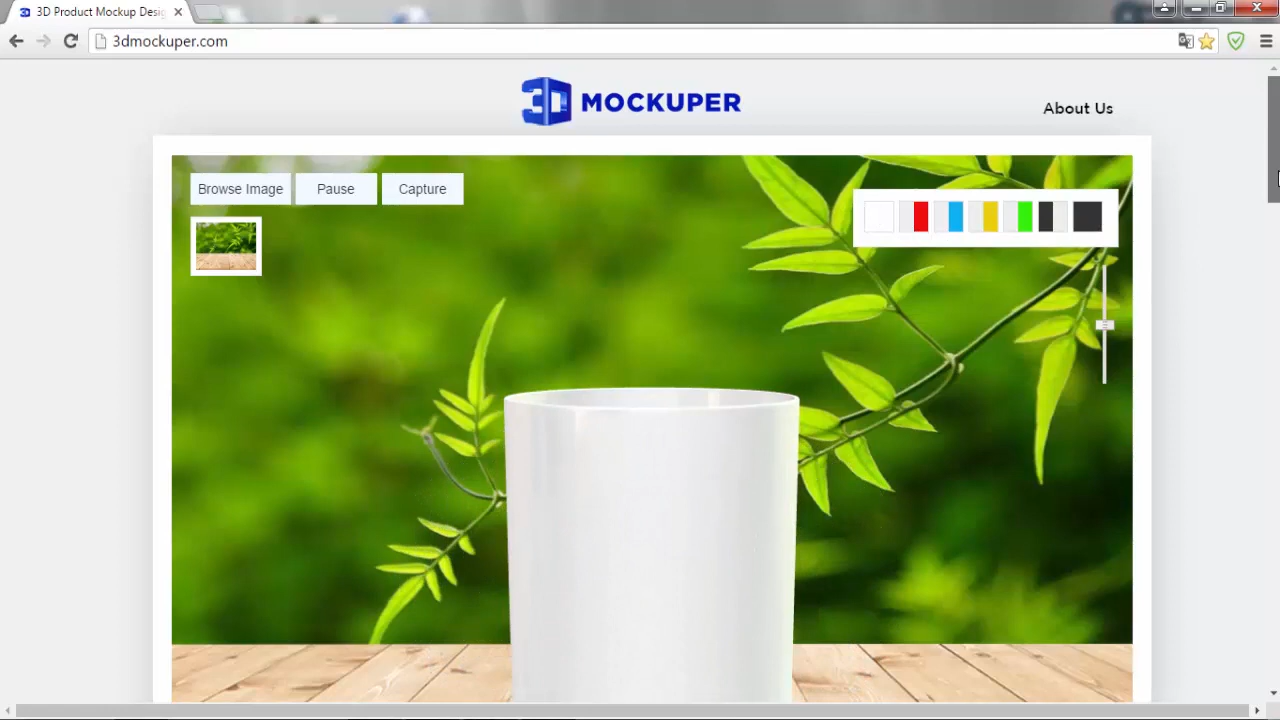 3D Product Mockup Desi
3dmockuper.com
3D MOCKUPER
About Us
Browse Image
Pause
Capture